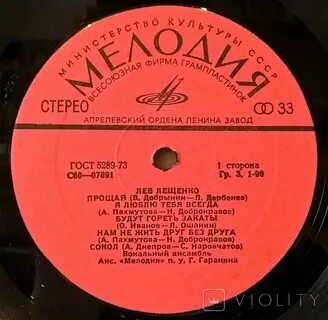 МИНИСТЕРСТВО КУЛЬТУРЫ СССР
МЕЛОДИЯ
ВСЕСОЮЗНАЯ ФИРМА ГРАМПЛАСТИНОК
СТЕРЕО
33
АПРЕЛЕВСКИЙ ОРДЕНА ЛЕНИНА ЗАВОД
ГОСТ 5289-73
1 сторона
С60—07891
Гр. 3. 1-90
ЛЕВ ЛЕЩЕНКО
ПРОЩАЙ (В. Добрынин—Л. Дербенев)
Я ЛЮБЛЮ ТЕБЯ ВСЕГДА
(А. Пахмутова—Н. Добронравов)
БУДУТ ГОРЕТЬ ЗАКАТЫ
(О. Иванов—Л. Ошанин)
НАМ НЕ ЖИТЬ ДРУГ БЕЗ ДРУГА
(А. Пахмутова—Н. Добронравов)
СОКОЛ (А. Днепров—С. Наровчатов)
Вокальный ансамбль
Анс. «Мелодия» п. у Г. Гараняна
VIOLITY